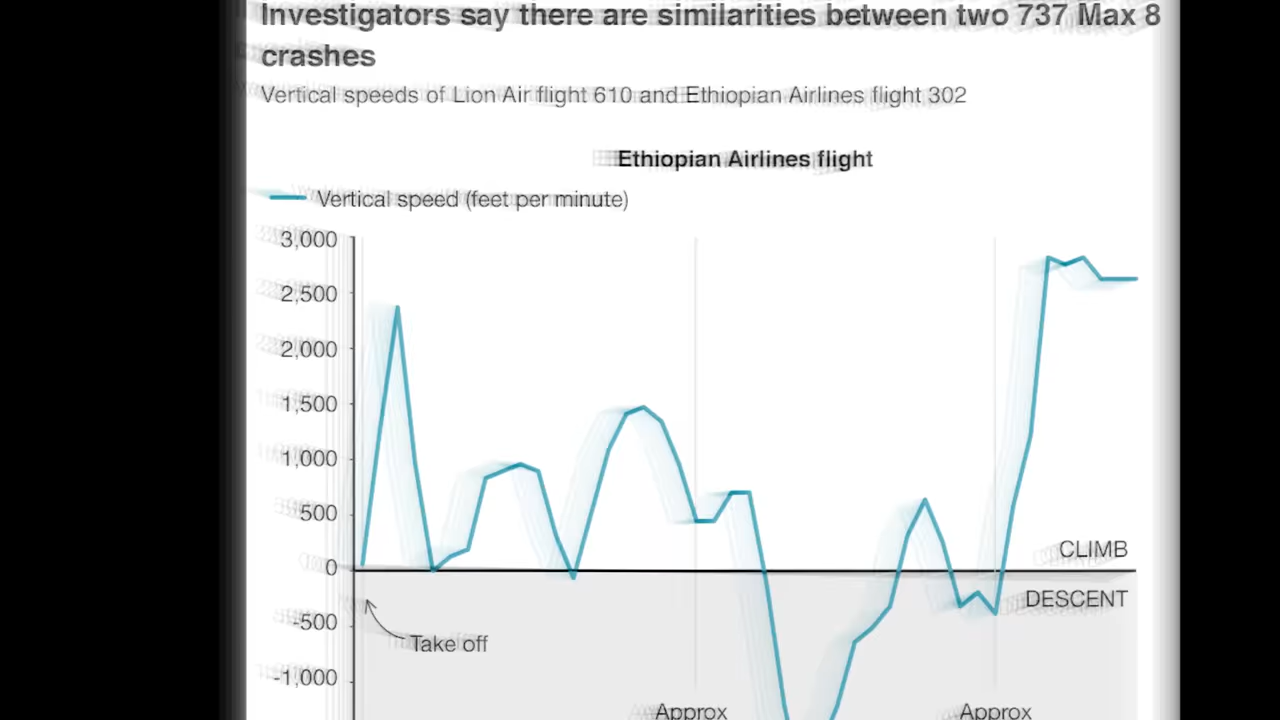 Investigators say there are similarities between two 737 Max 8
crashes
Vertical speeds of Lion Air flight 610 and Ethiopian Airlines flight 302
Ethiopian Airlines flight
Vertical speed (feet per minute)
3,000
2,500
2,000
1,500
1,000
500
0
CLIMB
DESCENT
-500
Take off
-1,000
Approx
Approx